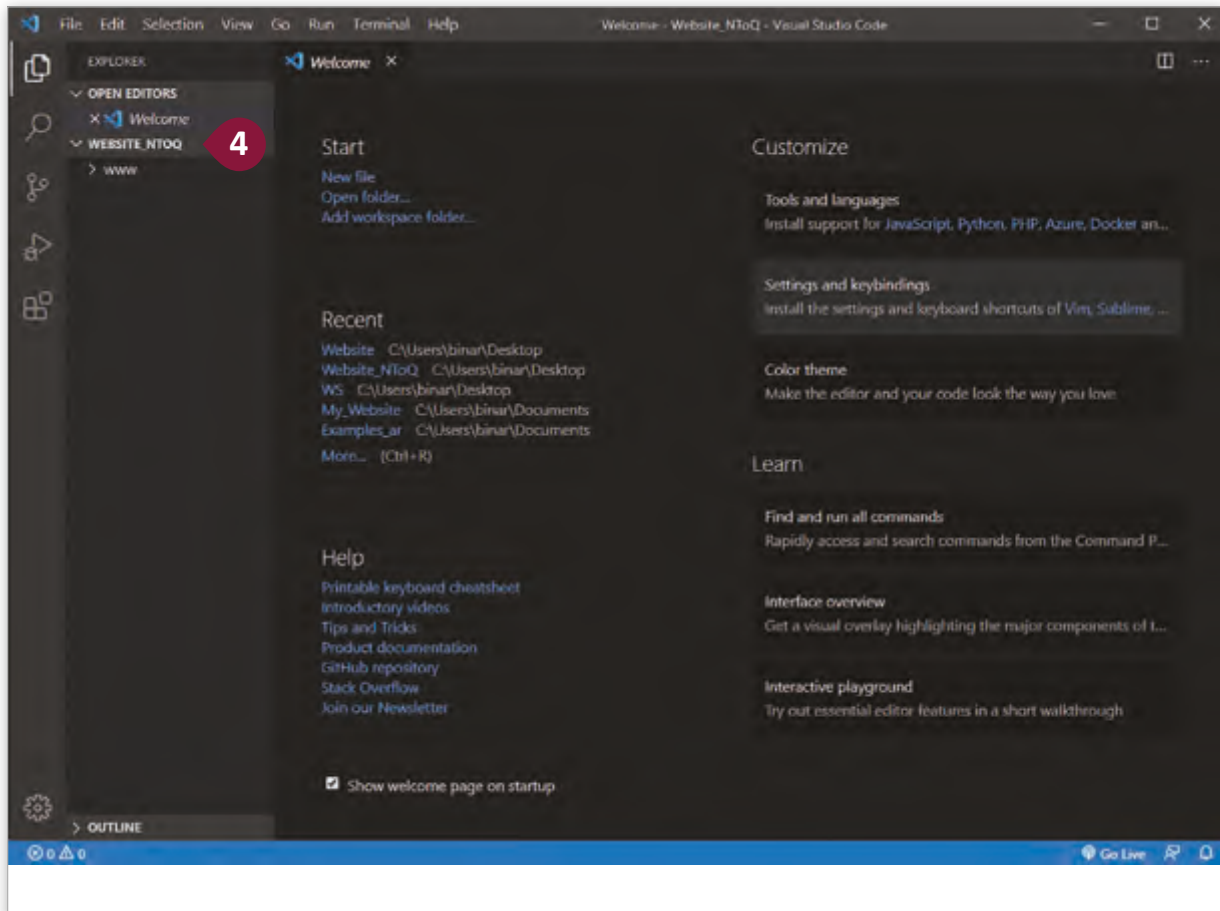 File Edit Selection View Go Run Terminal Help
Welcome - Website_NToQ - Visual Studio Code
EXPLORER
OPEN EDITORS
Welcome
WEBSITE_NTOQ
4
www
OUTLINE
Welcome
Start
New file
Open folder...
Add workspace folder...
Recent
Website C:\Users\binar\Desktop
Website_NToQ C:\Users\binar\Desktop
WS C:\Users\binar\Desktop
My_Website C:\Users\binar\Documents
Examples_ar C:\Users\binar\Documents
More... (Ctrl+R)
Help
Printable keyboard cheatsheet
Introductory videos
Tips and Tricks
Product documentation
GitHub repository
Stack Overflow
Join our Newsletter
Show welcome page on startup
Customize
Tools and languages
Install support for JavaScript, Python, PHP, Azure, Docker an...
Settings and keybindings
Install the settings and keyboard shortcuts of Vim, Sublime, ...
Color theme
Make the editor and your code look the way you love
Learn
Find and run all commands
Rapidly access and search commands from the Command P...
Interface overview
Get a visual overlay highlighting the major components of t...
Interactive playground
Try out essential editor features in a short walkthrough
0 0
Go Live